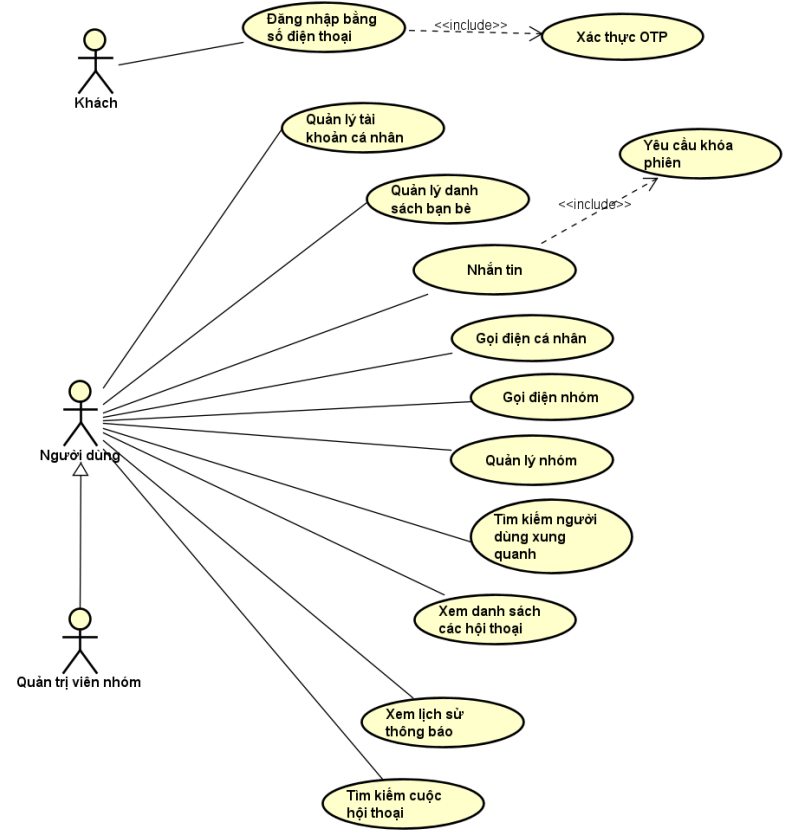 Đăng nhập bằng
số điện thoại
<<include>>
Xác thực OTP
Khách
Quản lý tài
khoản cá nhân
Yêu cầu khóa
phiên
Quản lý danh
sách bạn bè
<<include>>
Nhắn tin
Gọi điện cá nhân
Gọi điện nhóm
Người dùng
Quản lý nhóm
Tìm kiếm người
dùng xung
quanh
Xem danh sách
các hội thoại
Quản trị viên nhóm
Xem lịch sử
thông báo
Tìm kiếm cuộc
hội thoại